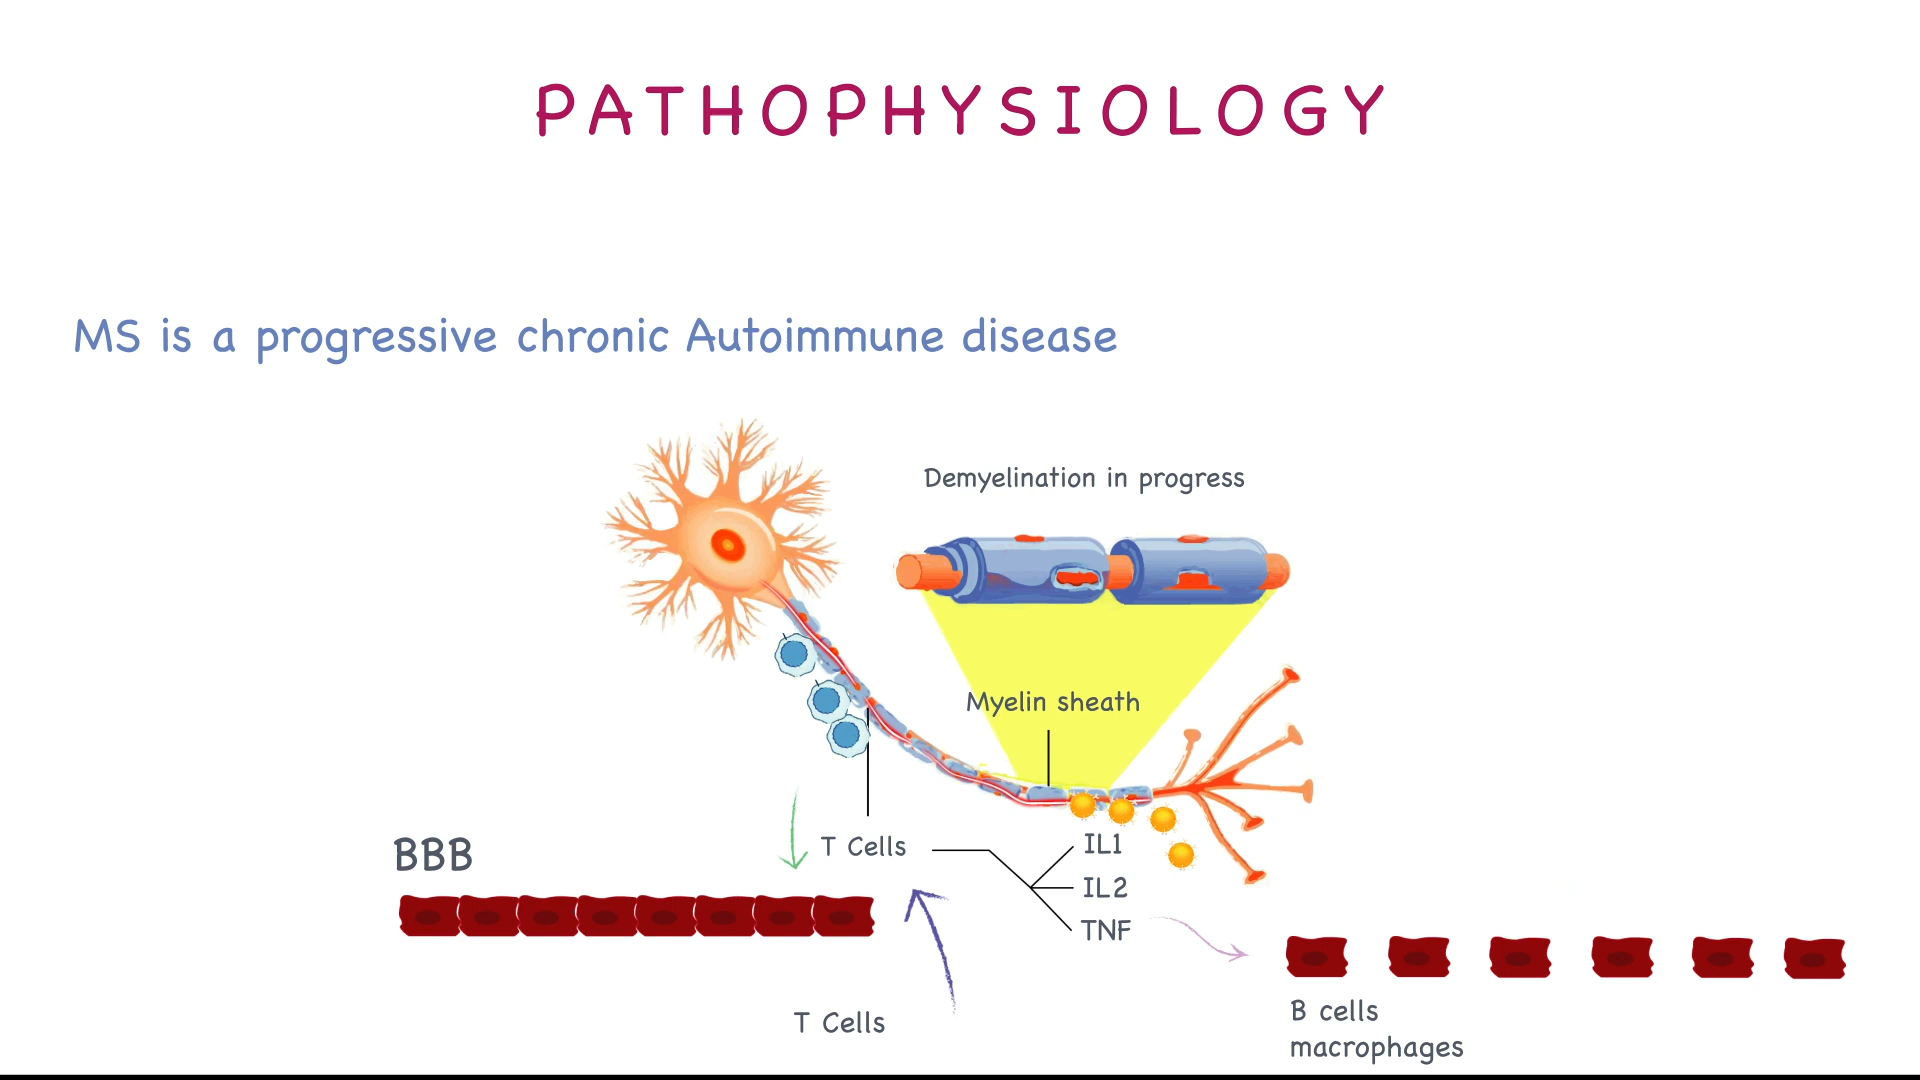 PATHOPHYSIOLOGY
MS is a progressive chronic Autoimmune disease
Demyelination in progress
Myelin sheath
BBB
T Cells
IL1
IL2
TNF
T Cells
B cells
macrophages